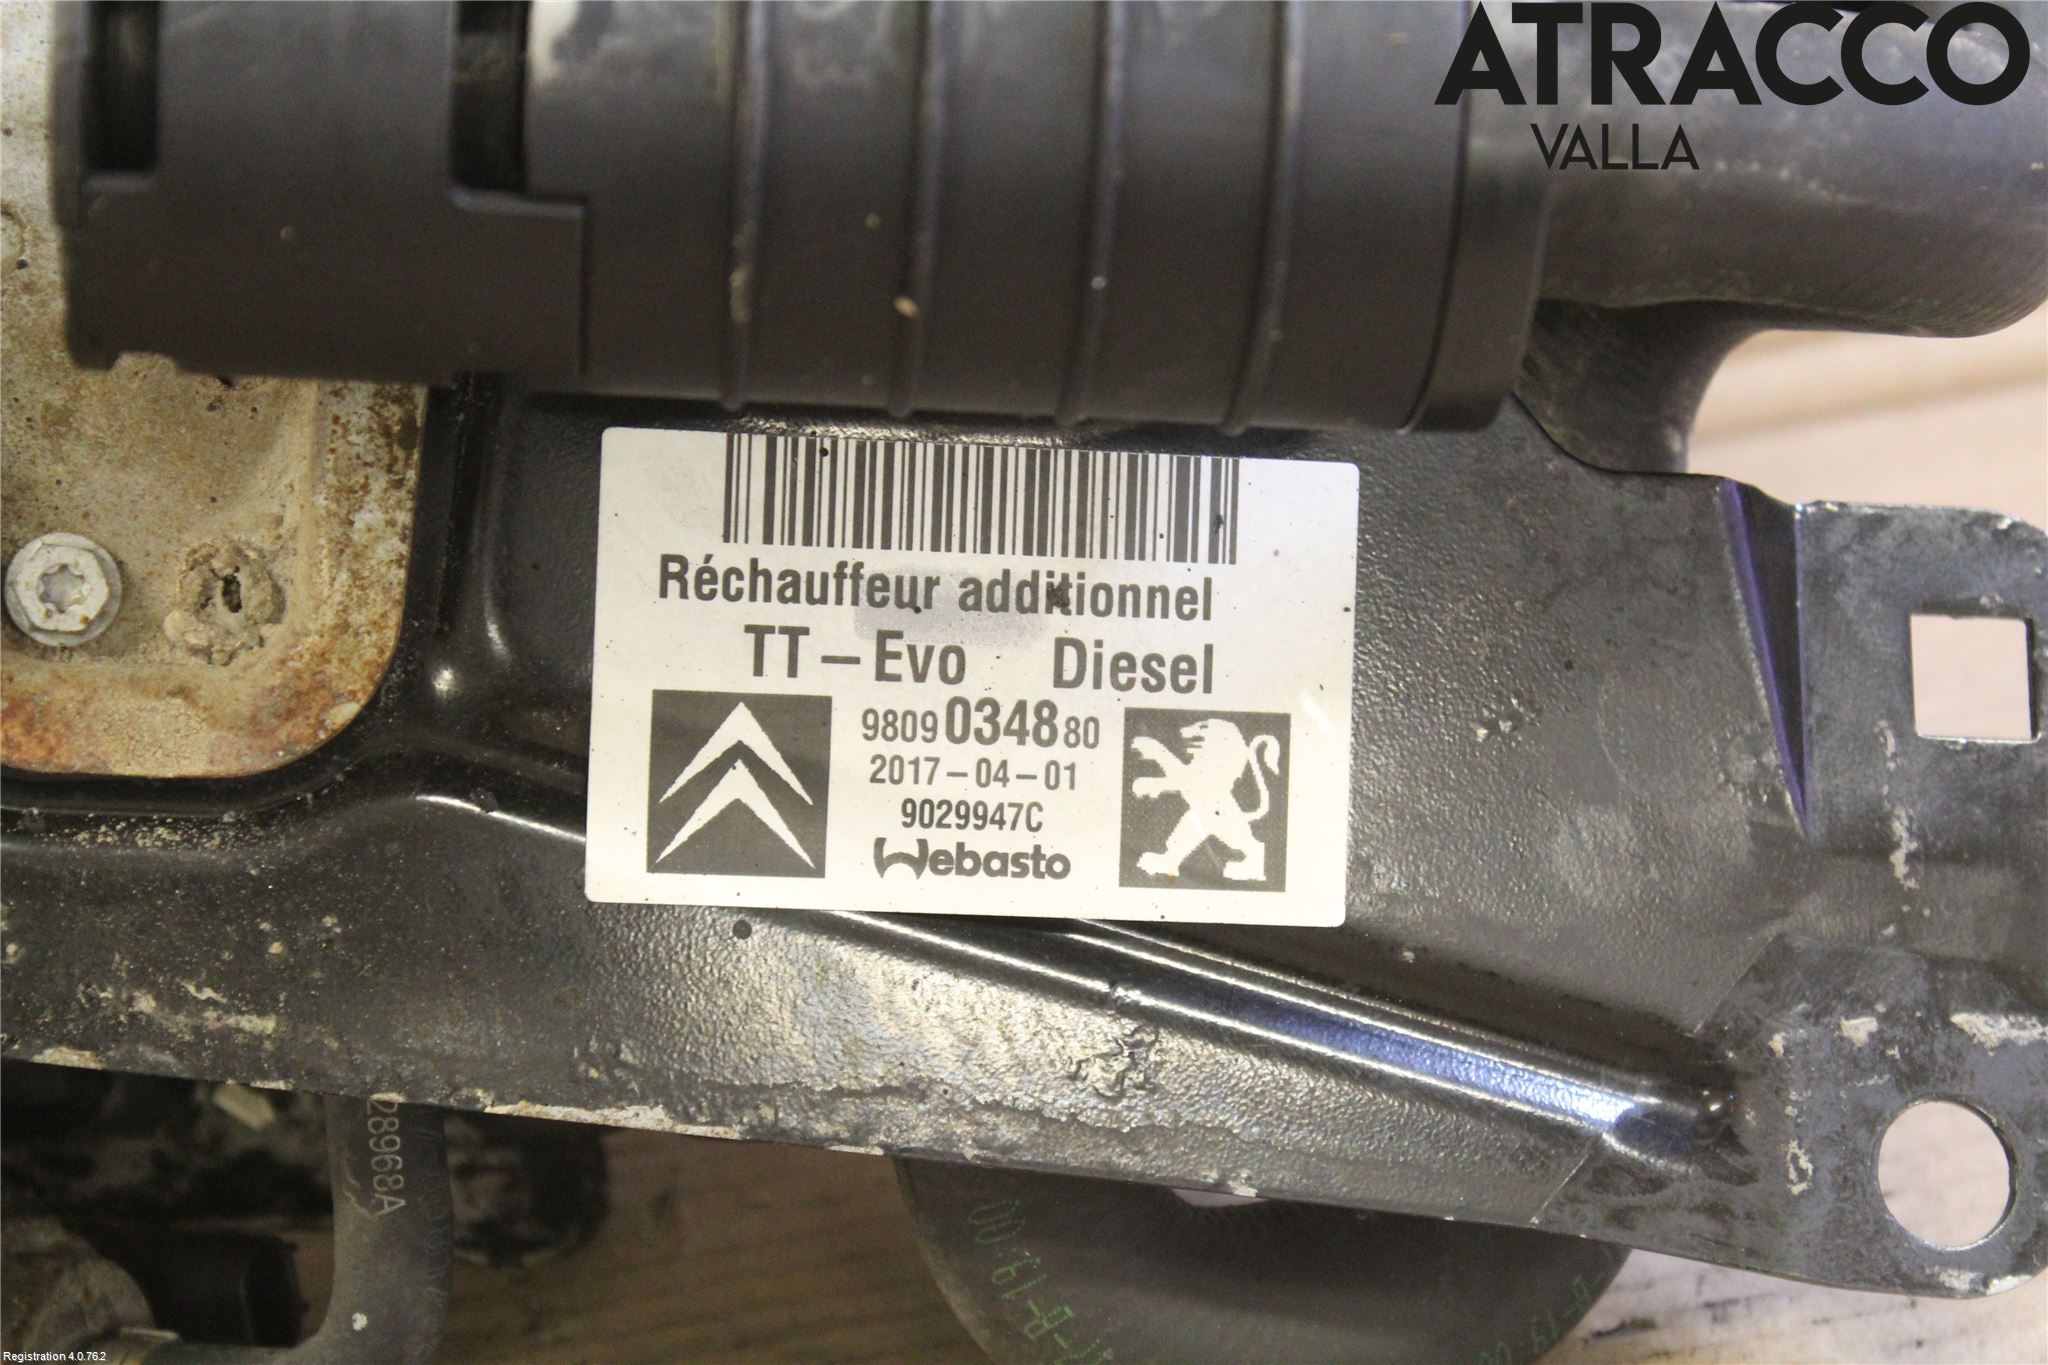 ATRACCO
VALLA
Réchauffeur additionnel
TT-Evo Diesel
9809034880
2017-04-01
9029947C
Webasto
28968A
Registration 4.0.76.2